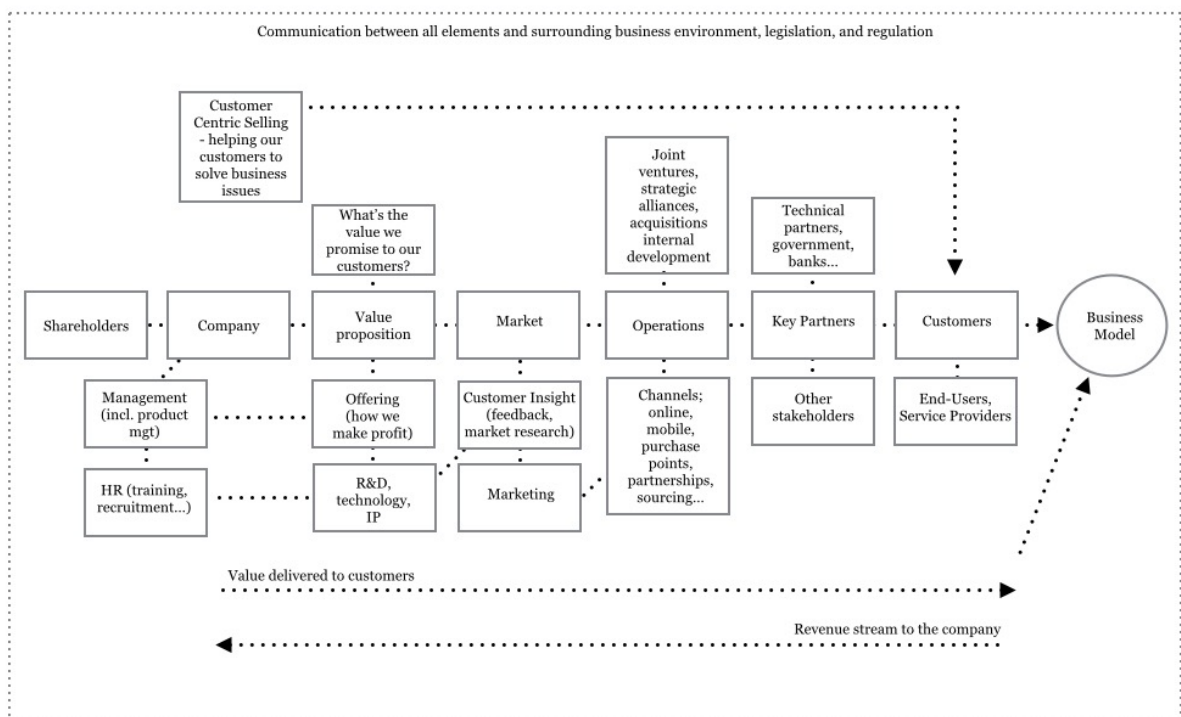 Communication between all elements and surrounding business environment, legislation, and regulation
Customer
Centric Selling
- helping our
customers to
solve business
issues
What's the
value we
promise to our
customers?
Joint
ventures,
strategic
alliances,
acquisitions
internal
development
Technical
partners,
government,
banks...
Shareholders
Company
Value
proposition
Market
Operations
Key Partners
Customers
Business
Model
Management
(incl. product
mgt)
Offering
(how we
make profit)
Customer Insight
(feedback,
market research)
Channels;
online,
mobile,
purchase
points,
partnerships,
sourcing...
Other
stakeholders
End-Users,
Service Providers
HR (training,
recruitment...)
R&D,
technology,
IP
Marketing
Value delivered to customers
Revenue stream to the company